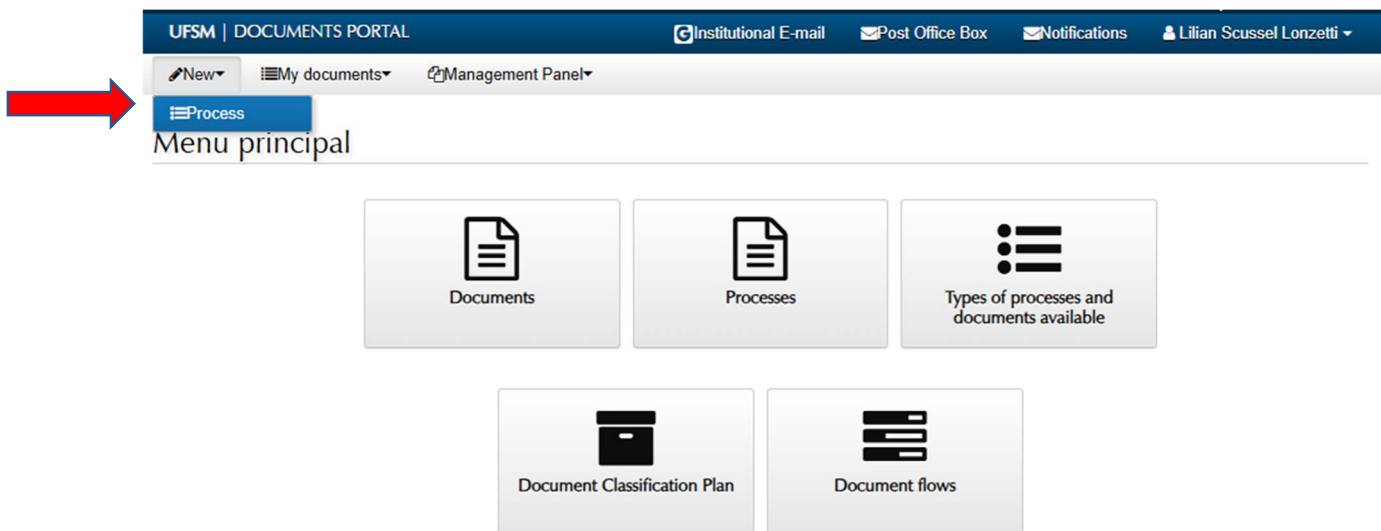 UFSM | DOCUMENTS PORTAL Institutional E-mail Post Office Box Notifications Lilian Scussel Lonzetti
New My documents Management Panel
Process
Menu principal
Documents
Processes
Types of processes and
documents available
Document Classification Plan
Document flows